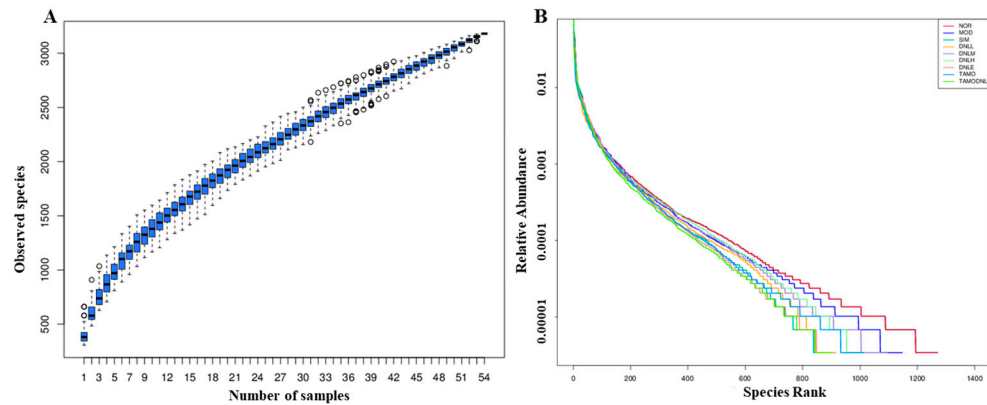 A
Observed species
3000
2500
2000
1500
1000
500
1 3 5 7 9 12 15 18 21 24 27 30 33 36 39 42 45 48 51 54
Number of samples
B
Relative Abundance
0.01
0.001
0.0001
0.00001
0 200 400 600 800 1000 1200 1400
Species Rank
NOR
MOD
SIM
DNLL
DNLM
DNLH
DNLE
TAMO
TAMODNL